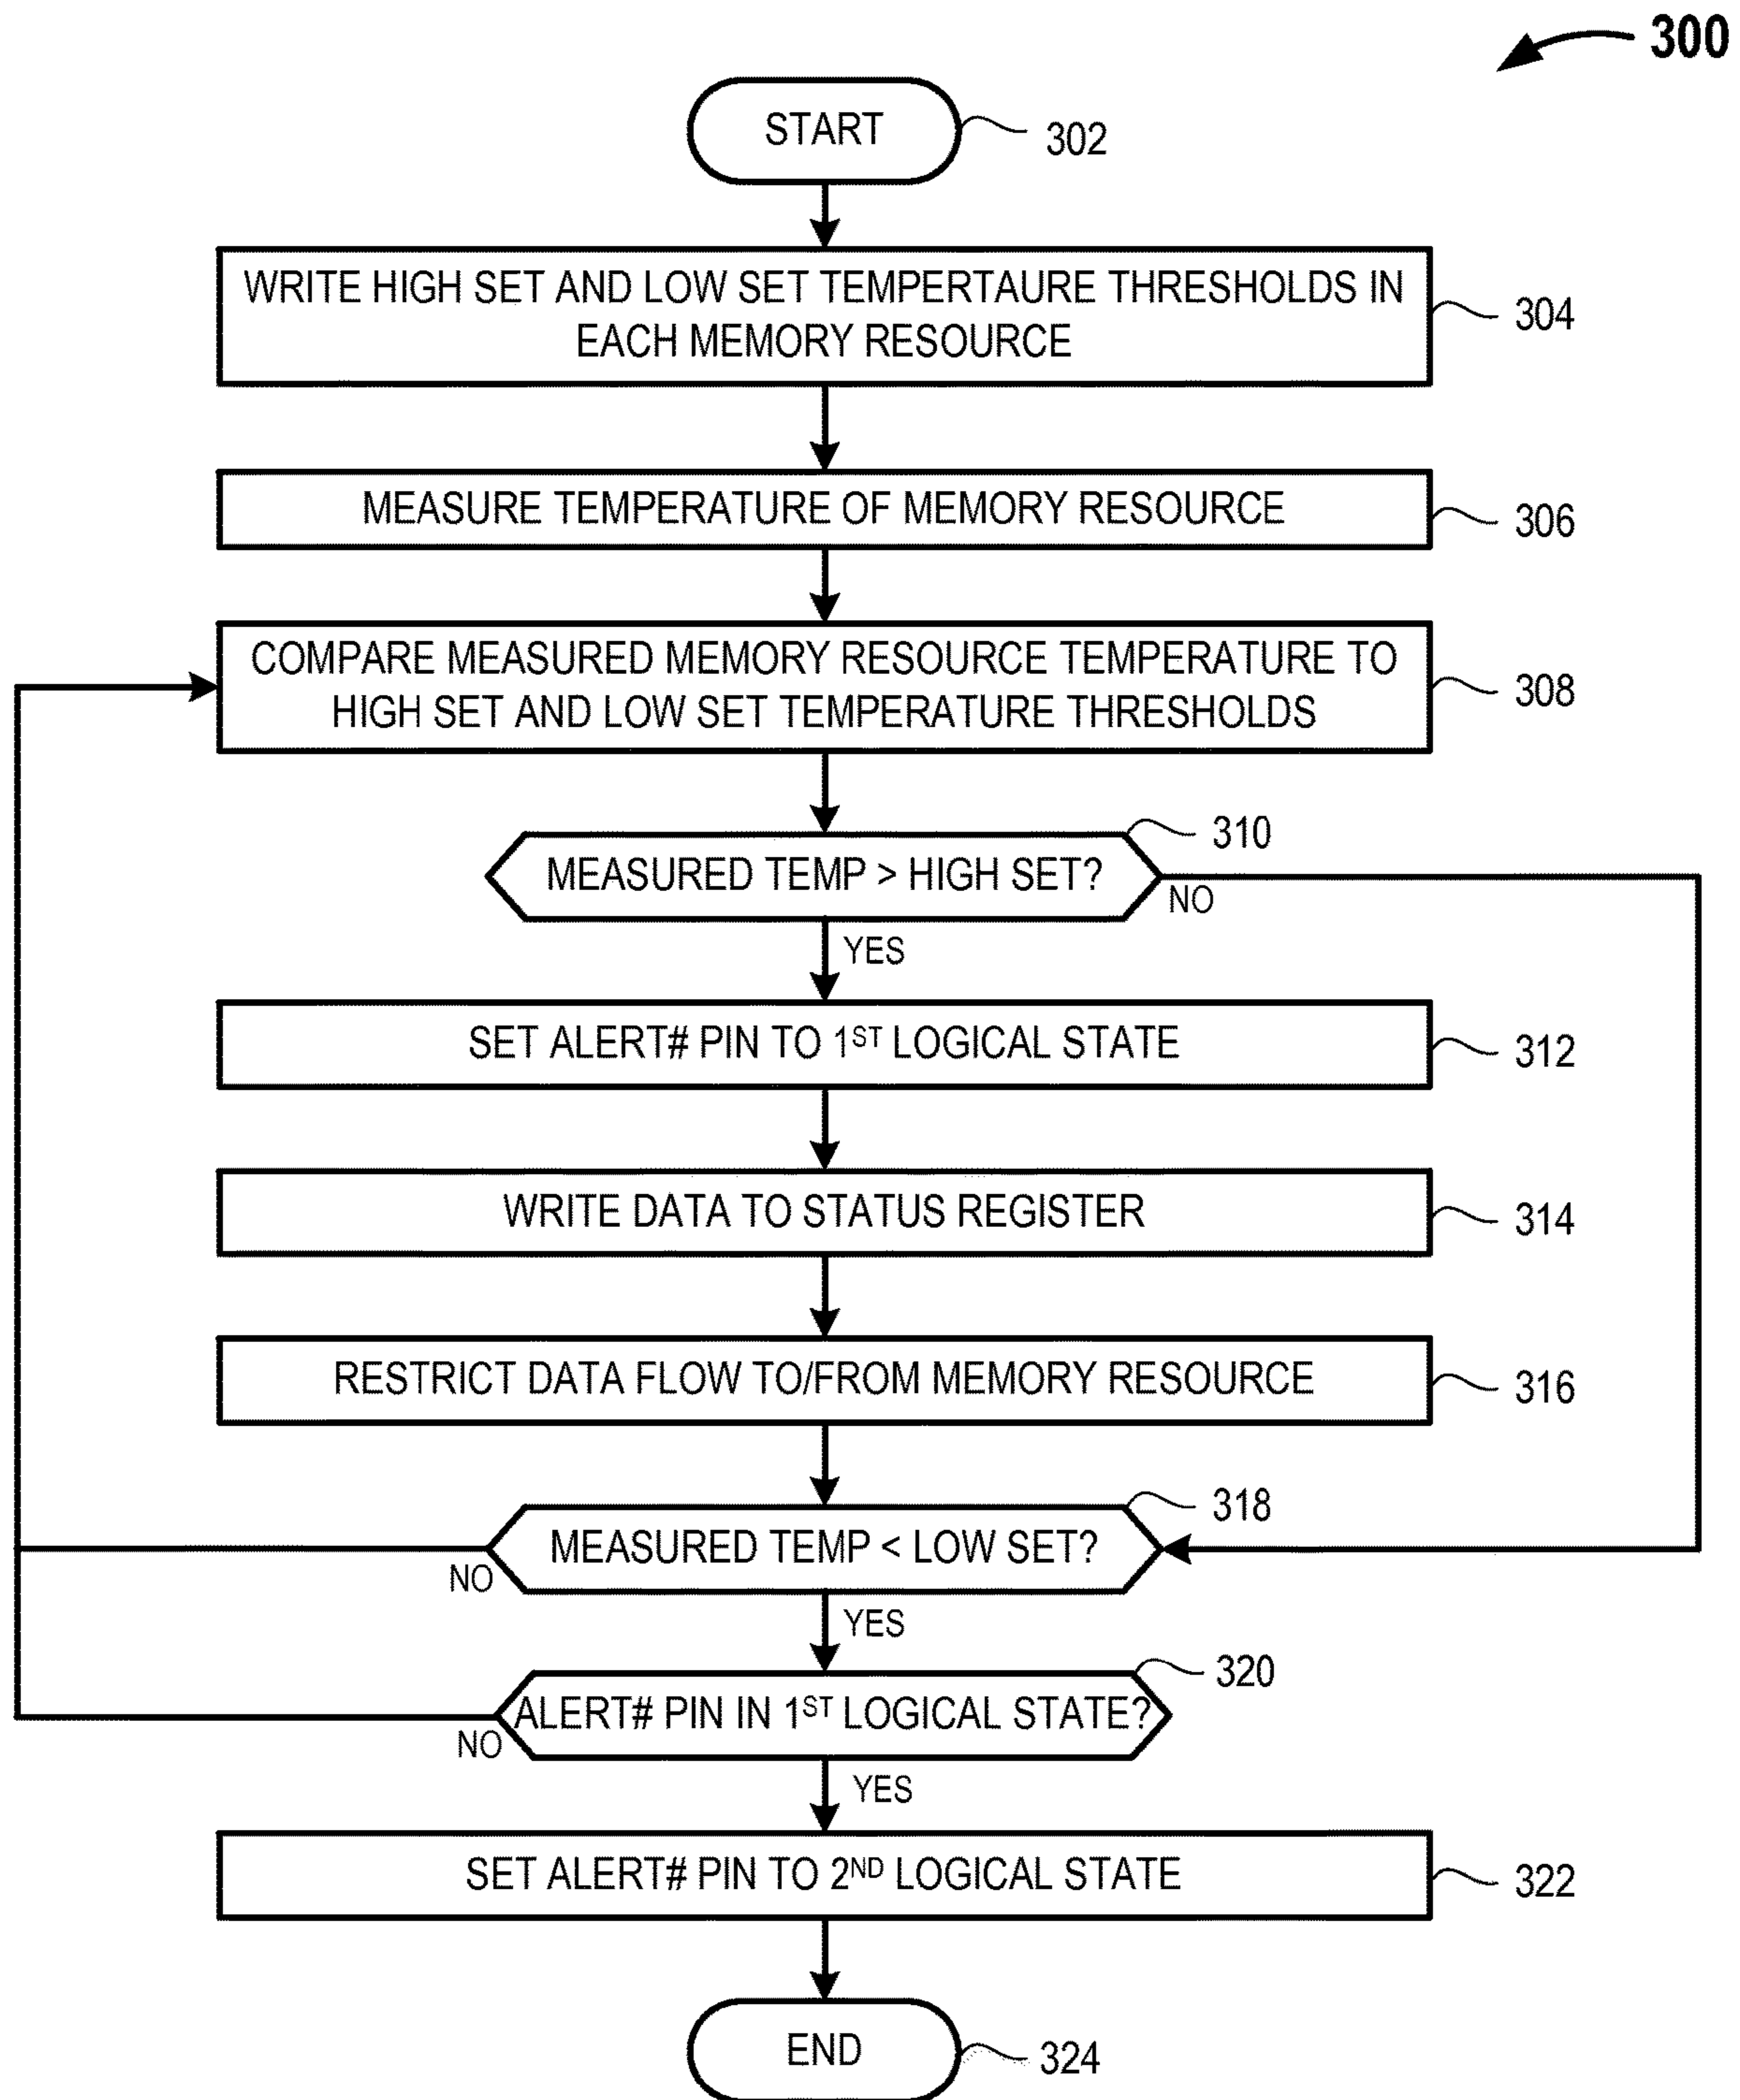 300
START
302
WRITE HIGH SET AND LOW SET TEMPERTAURE THRESHOLDS IN
EACH MEMORY RESOURCE
304
MEASURE TEMPERATURE OF MEMORY RESOURCE
306
COMPARE MEASURED MEMORY RESOURCE TEMPERATURE TO
HIGH SET AND LOW SET TEMPERATURE THRESHOLDS
308
310
MEASURED TEMP > HIGH SET?
NO
YES
SET ALERT# PIN TO 1ST LOGICAL STATE
312
WRITE DATA TO STATUS REGISTER
314
RESTRICT DATA FLOW TO/FROM MEMORY RESOURCE
316
318
MEASURED TEMP < LOW SET?
NO
YES
320
ALERT# PIN IN 1ST LOGICAL STATE?
NO
YES
SET ALERT# PIN TO 2ND LOGICAL STATE
322
END
324